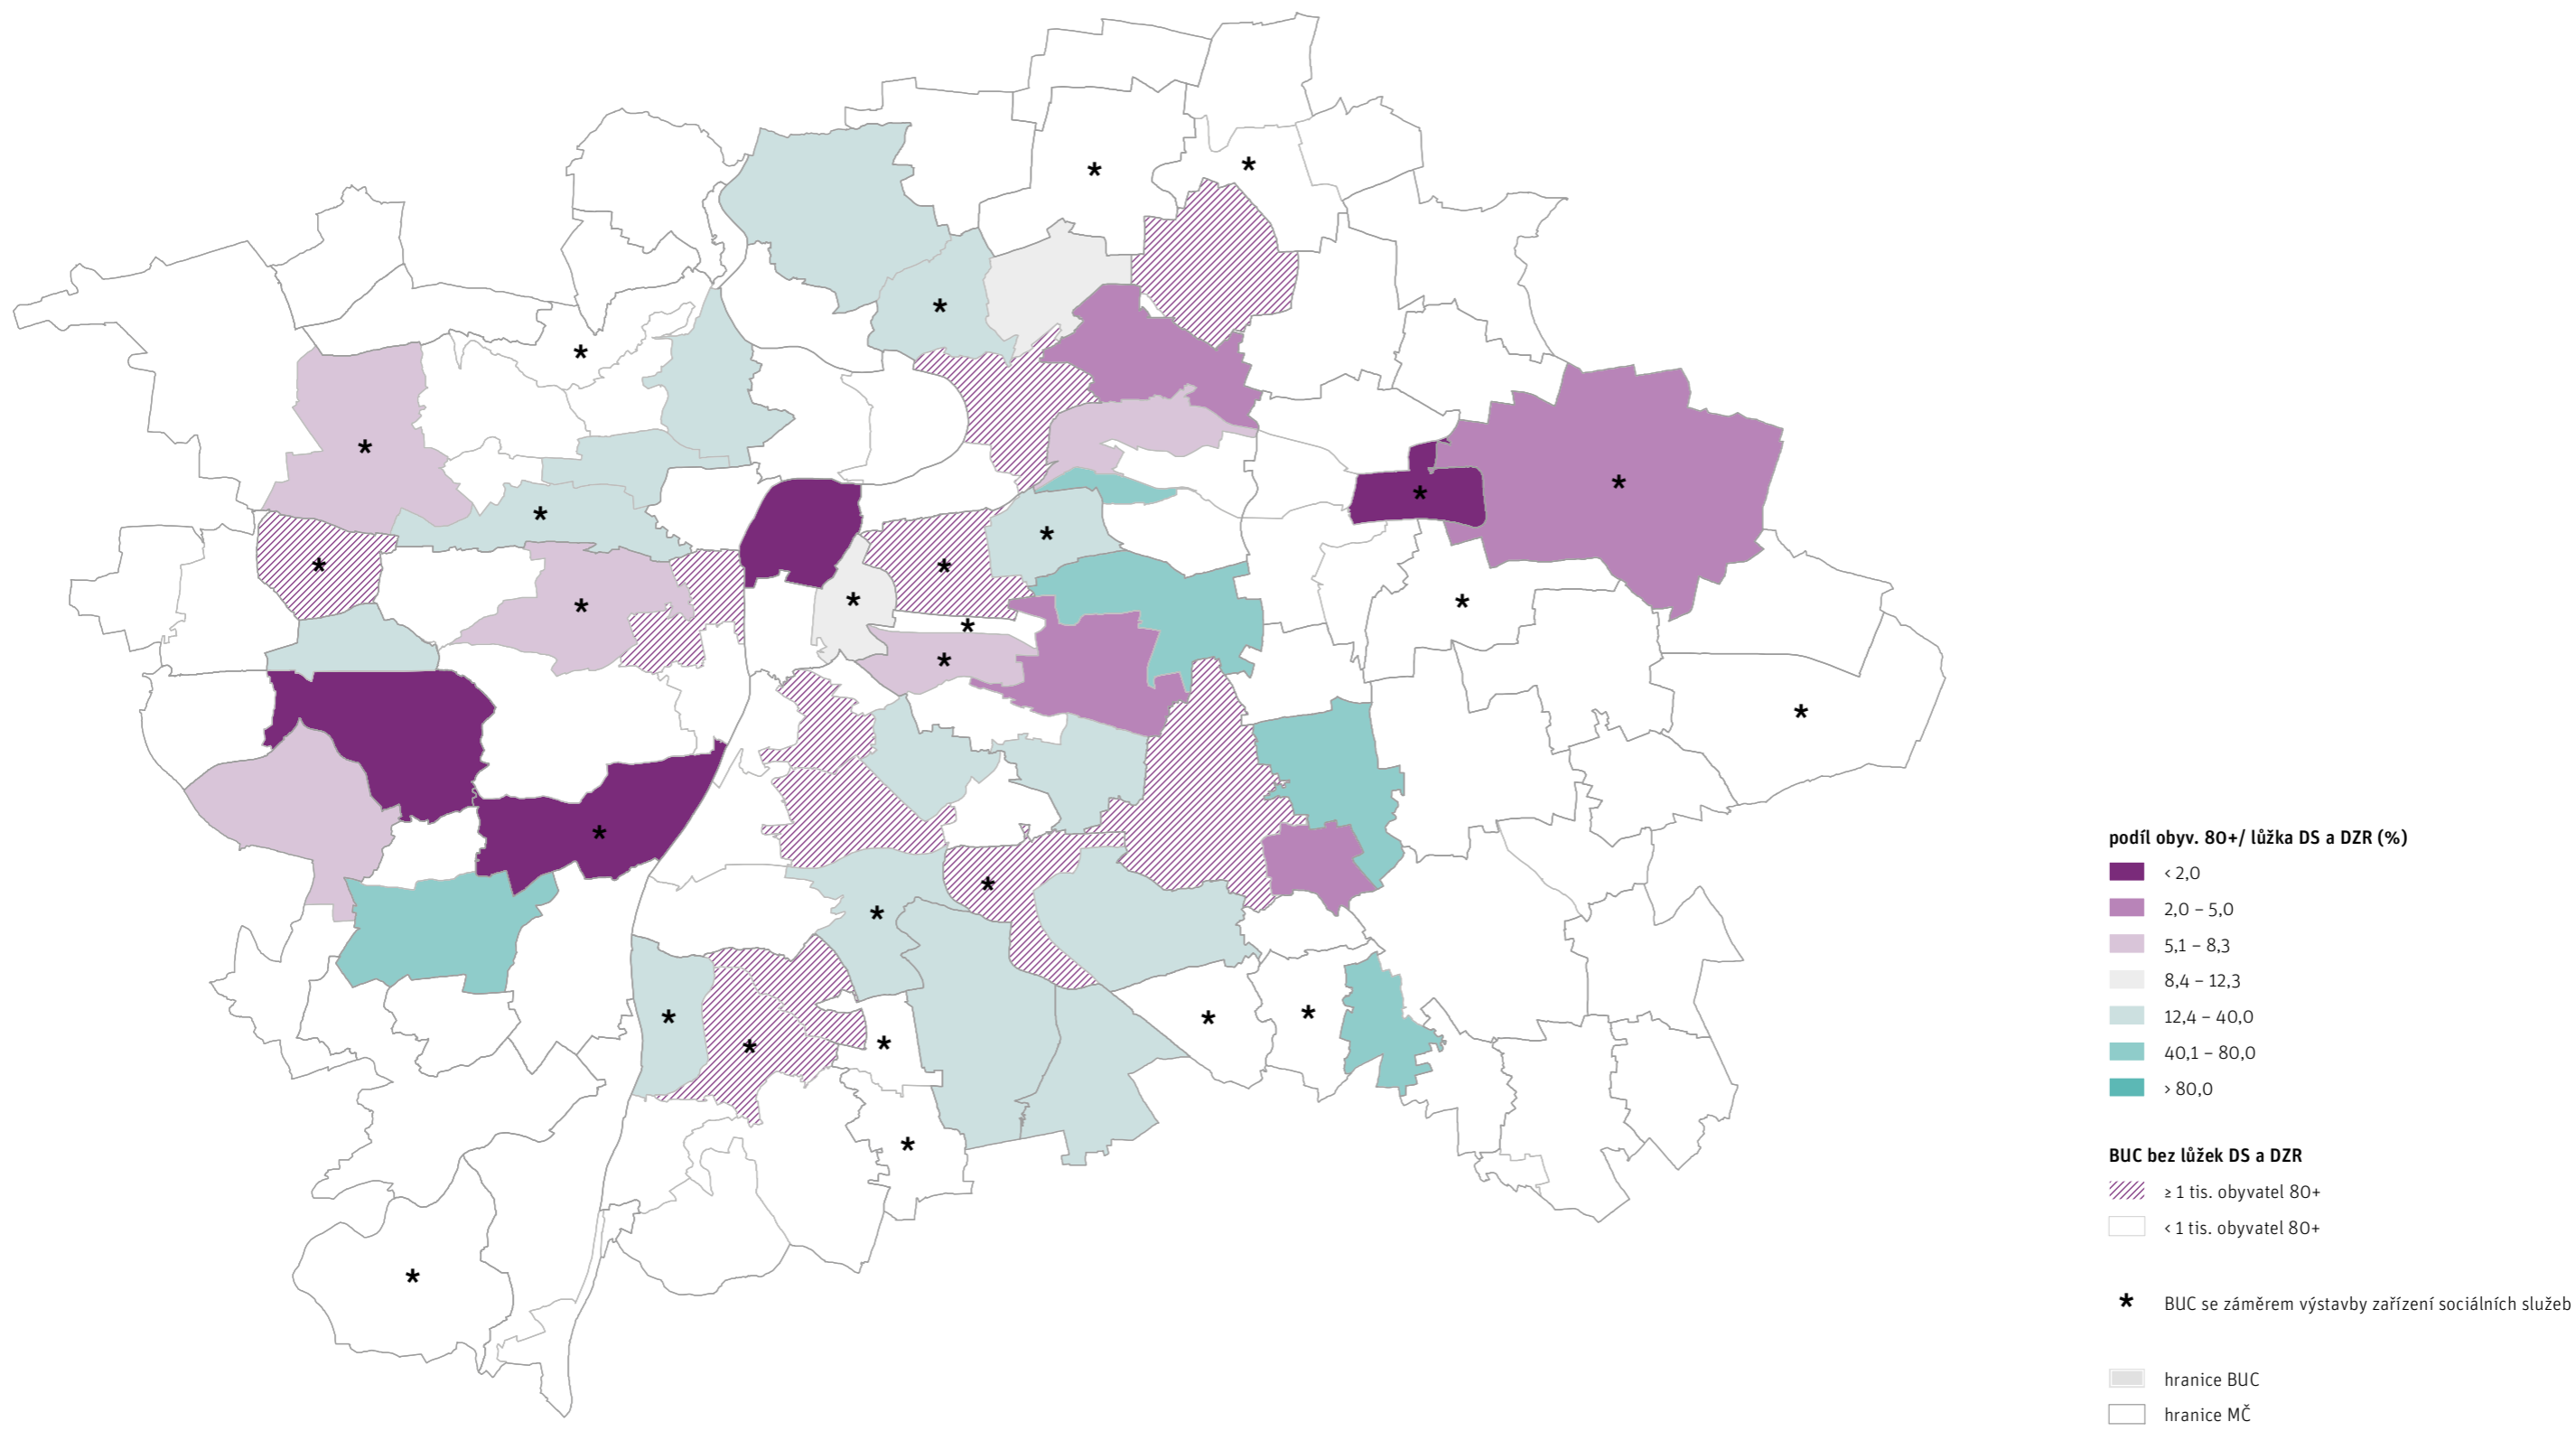 podíl obyv. 80+/ lůžka DS a DZR (%)
< 2,0
2,0 – 5,0
5,1 – 8,3
8,4 – 12,3
12,4 – 40,0
40,1 – 80,0
> 80,0
BUC bez lůžek DS a DZR
≥ 1 tis. obyvatel 80+
< 1 tis. obyvatel 80+
BUC se záměrem výstavby zařízení sociálních služeb
hranice BUC
hranice MČ